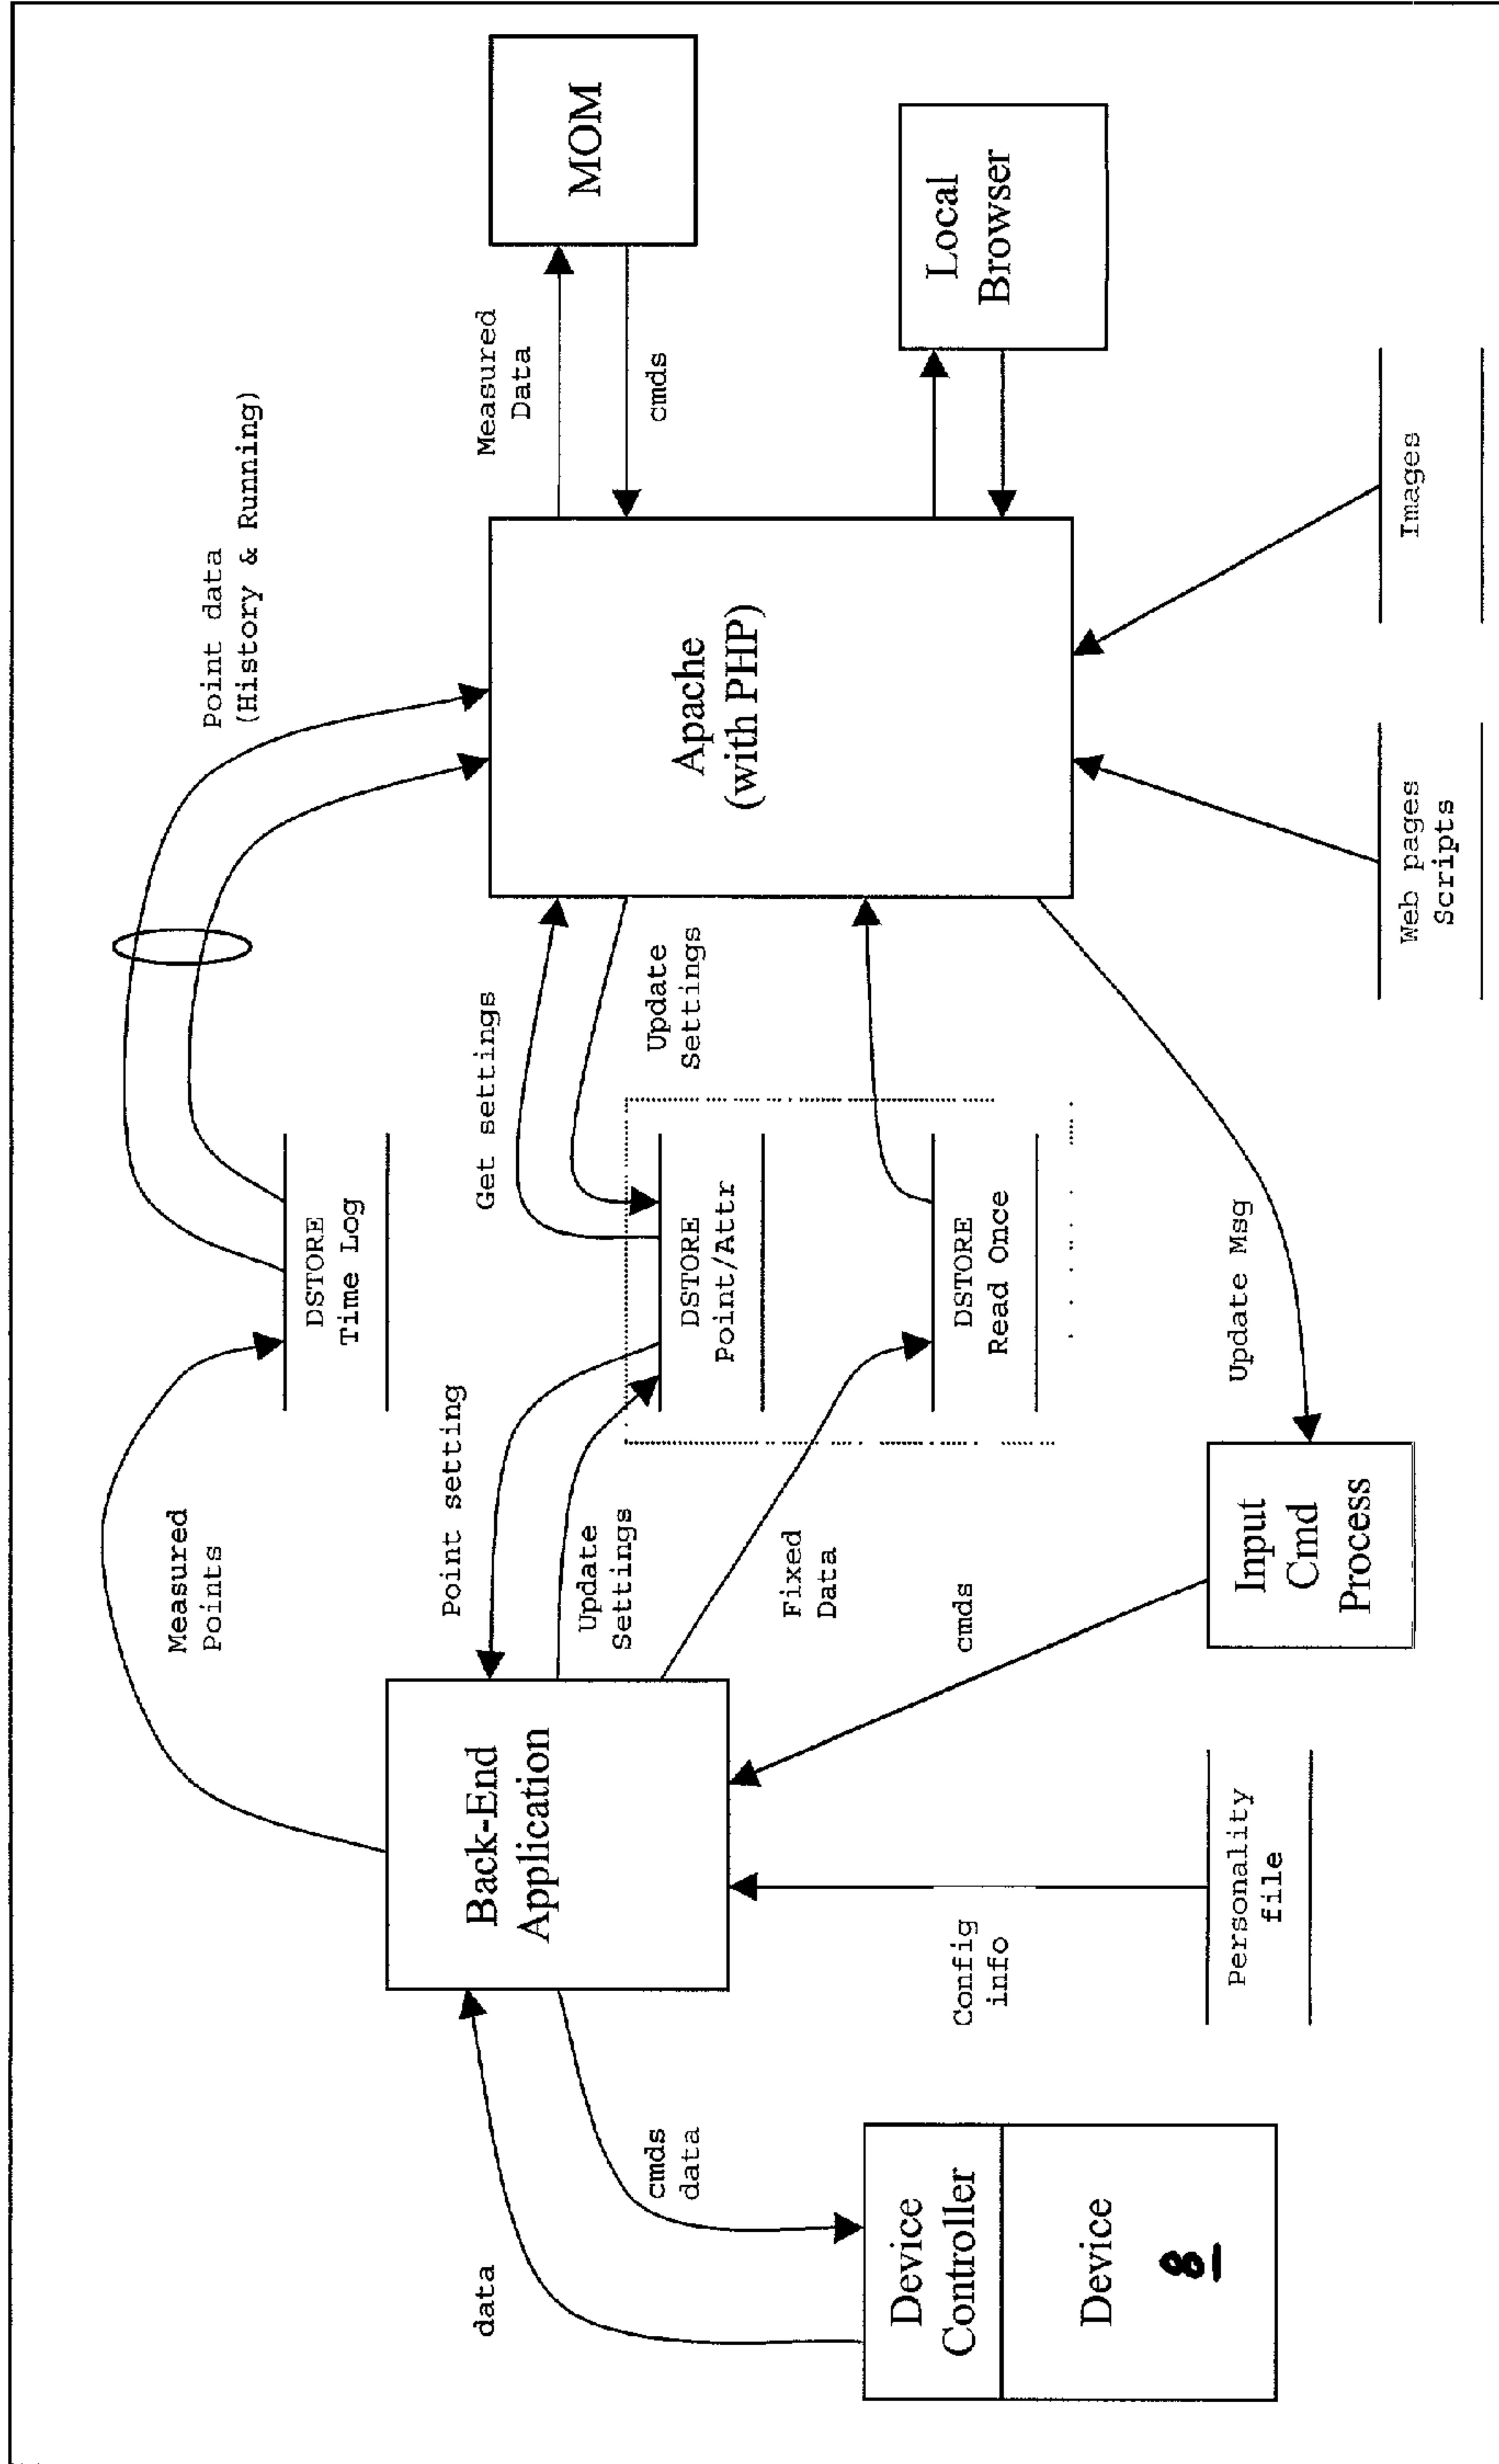 Measured
Points
Point data
(History & Running)
DSTORE
Time Log
data
Back-End
Application
Point setting
Update
Settings
Get settings
Update
Settings
DSTORE
Point/Attr
Apache
(with PHP)
Measured
Data
cmds
MOM
cmds
data
Fixed
Data
DSTORE
Read Once
Local
Browser
Device
Controller
Device
8
Config
info
cmds
Update Msg
Personality
file
Input
Cmd
Process
Web pages
Scripts
Images